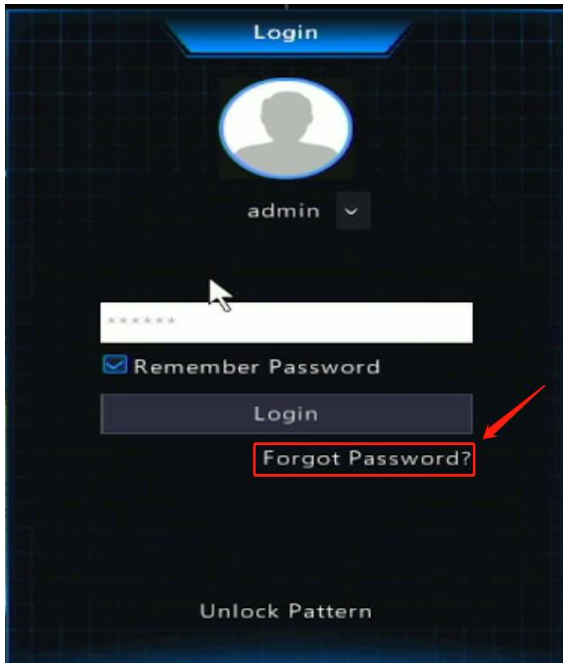 Login
admin
******
Remember Password
Login
Forgot Password?
Unlock Pattern